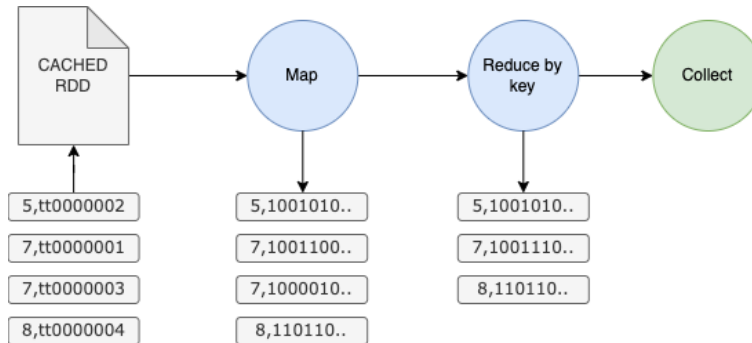 CACHED
RDD
Map
Reduce by
key
Collect
5,tt0000002
7,tt0000001
7,tt0000003
8,tt0000004
5,1001010..
7,1001100..
7,1000010..
8,110110..
5,1001010..
7,1001110..
8,110110..